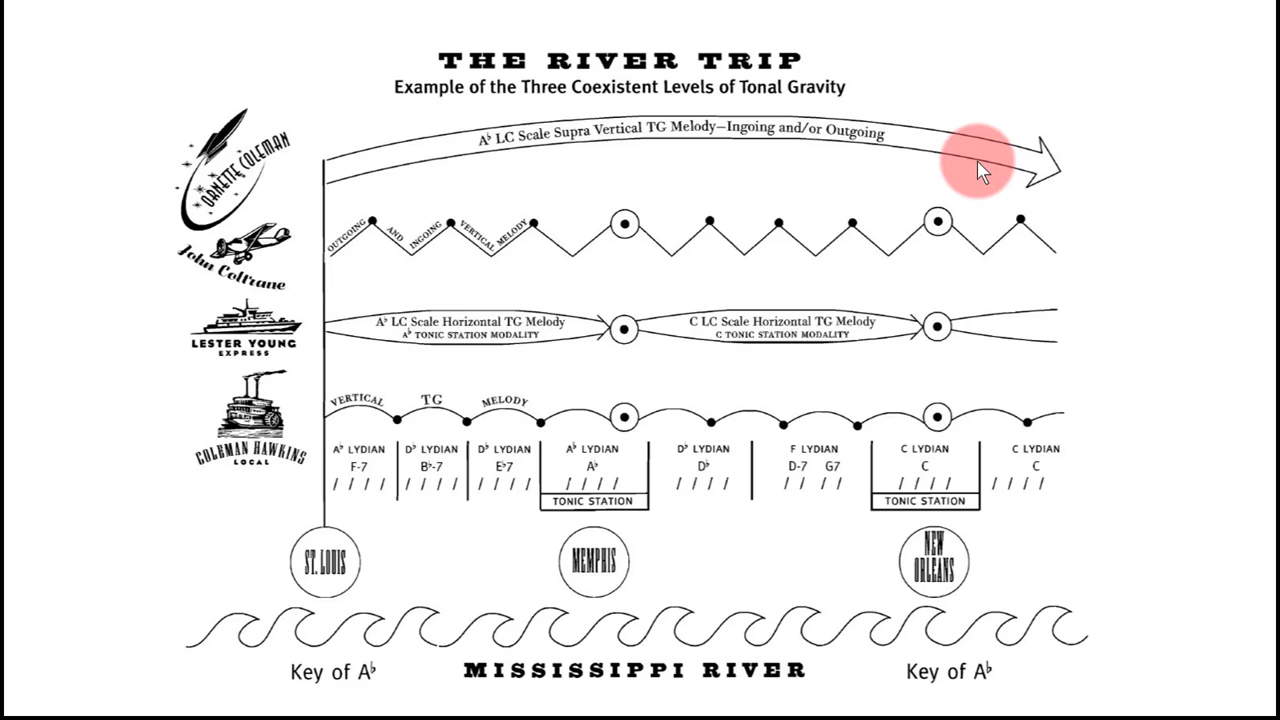 THE RIVER TRIP
Example of the Three Coexistent Levels of Tonal Gravity
A♭ LC Scale Supra Vertical TG Melody—Ingoing and/or Outgoing
ORNETTE COLEMAN
OUTGOING AND INGOING VERTICAL MELODY
John Coltrane
A♭ LC Scale Horizontal TG Melody
A♭ TONIC STATION MODALITY
C LC Scale Horizontal TG Melody
C TONIC STATION MODALITY
LESTER YOUNG
EXPRESS
VERTICAL TG MELODY
COLEMAN HAWKINS
LOCAL
A♭ LYDIAN D♭ LYDIAN D♭ LYDIAN A♭ LYDIAN D♭ LYDIAN F LYDIAN C LYDIAN C LYDIAN
F-7 B♭-7 E♭7 A♭ D♭ D-7 G7 C C
/ / / / / / / / / / / / / / / / / / / / / / / / / / / / / / / /
TONIC STATION TONIC STATION
ST. LOUIS
MEMPHIS
NEW
ORLEANS
Key of A♭ MISSISSIPPI RIVER Key of A♭